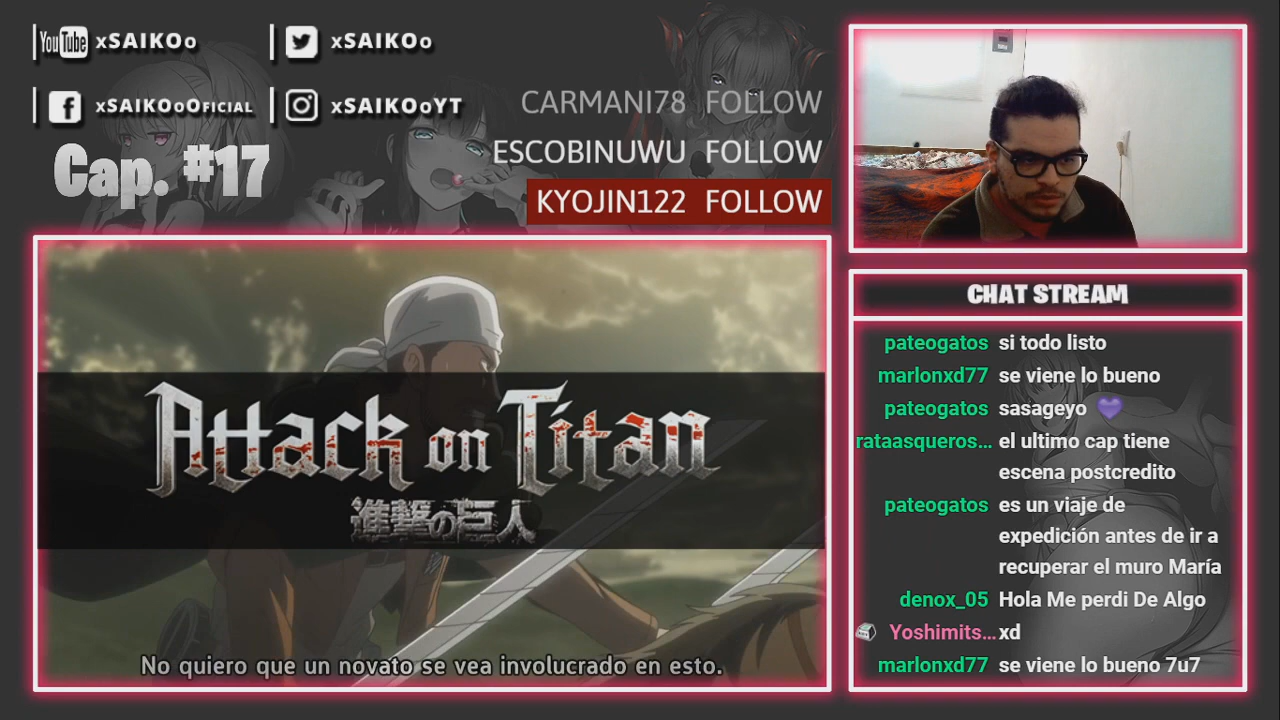 YouTube xSAIKOo
xSAIKOo
xSAIKOoOFICIAL
xSAIKOoYT
Cap. #17
CARMANI78 FOLLOW
ESCOBINUWU FOLLOW
KYOJIN122 FOLLOW
Attack on Titan
進撃の巨人
No quiero que un novato se vea involucrado en esto.
CHAT STREAM
pateogatos si todo listo
marlonxd77 se viene lo bueno
pateogatos sasageyo 💜
rataasqueros... el ultimo cap tiene
escena postcredito
pateogatos es un viaje de
expedición antes de ir a
recuperar el muro María
denox_05 Hola Me perdi De Algo
Yoshimits... xd
marlonxd77 se viene lo bueno 7u7